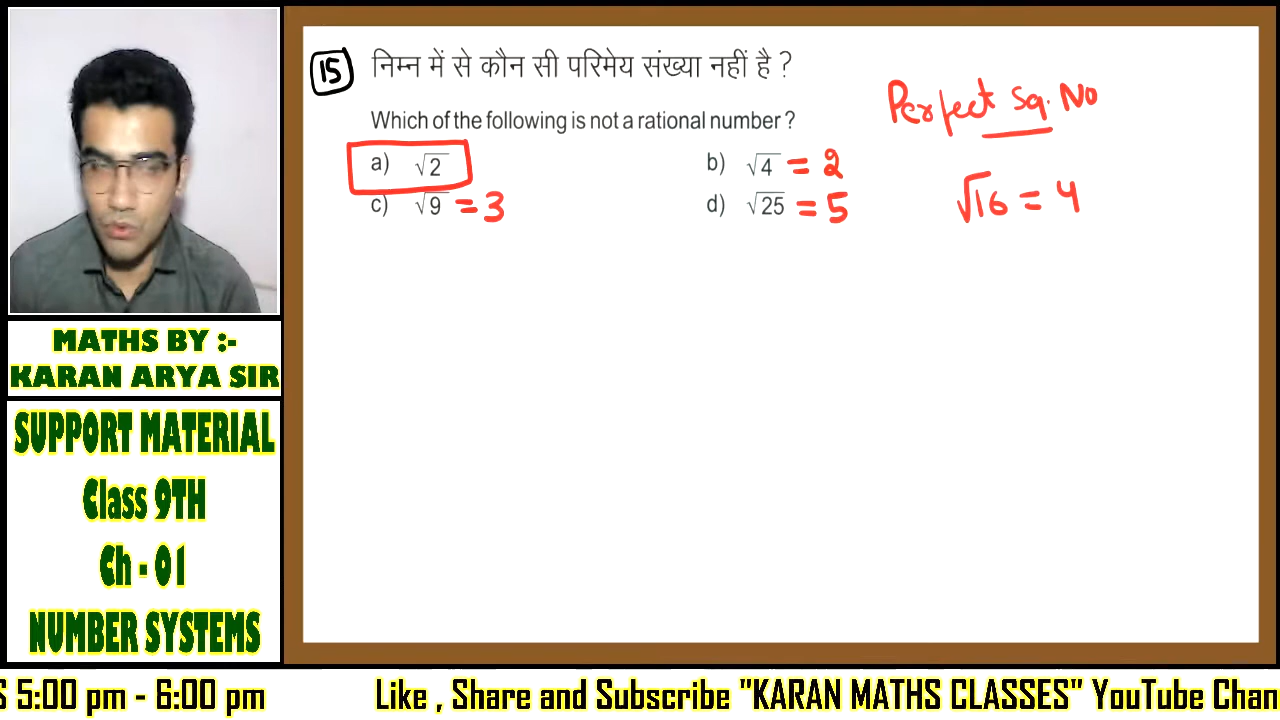 15 निम्न में से कौन सी परिमेय संख्या नहीं है ?
Perfect Sq. No
Which of the following is not a rational number ?
a) √2
b) √4 = 2
c) √9 = 3
d) √25 = 5
√16 = 4
MATHS BY :-
KARAN ARYA SIR
SUPPORT MATERIAL
Class 9TH
Ch - 01
NUMBER SYSTEMS
S 5:00 pm - 6:00 pm Like , Share and Subscribe "KARAN MATHS CLASSES" YouTube Chan